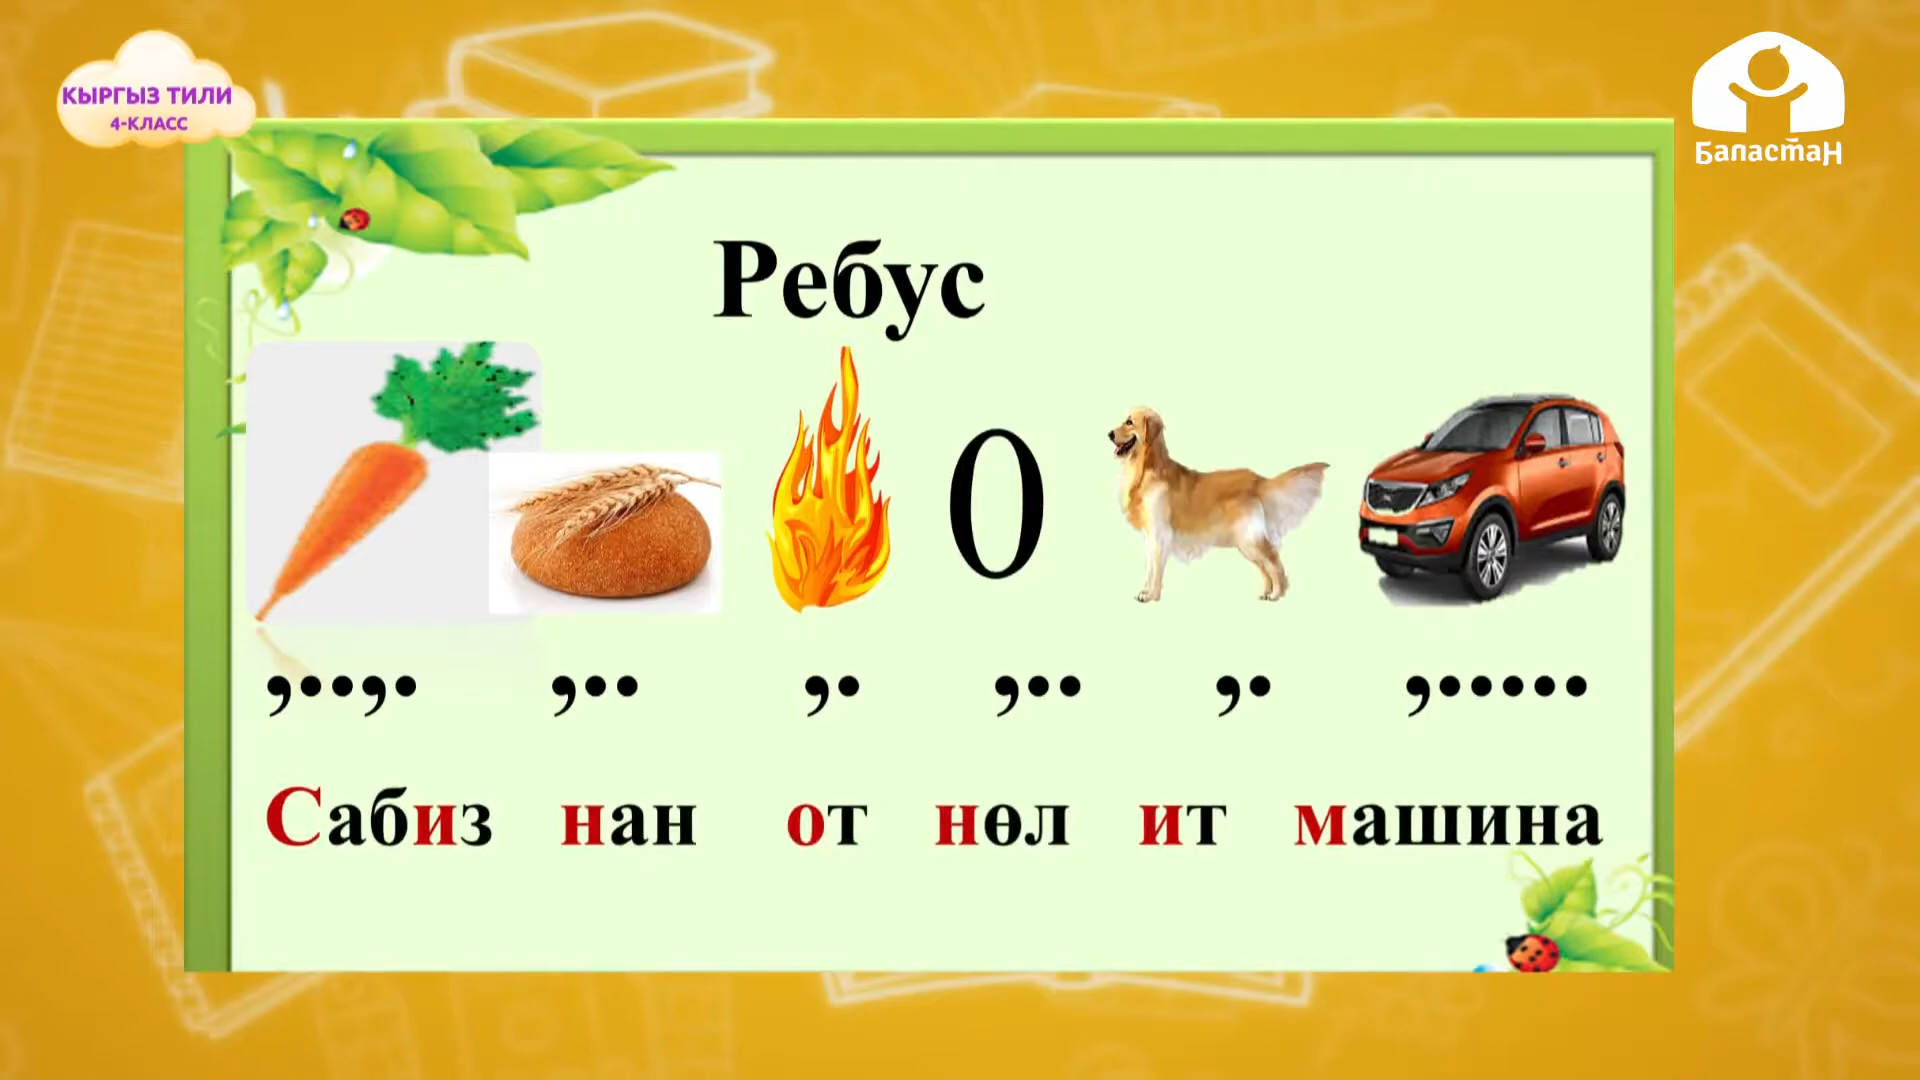 КЫРГЫЗ ТИЛИ
4-КЛАСС
Баластан
Ребус
0
,..,. ,.. ,. ,.. ,. ,.....
Сабиз нан от нөл ит машина